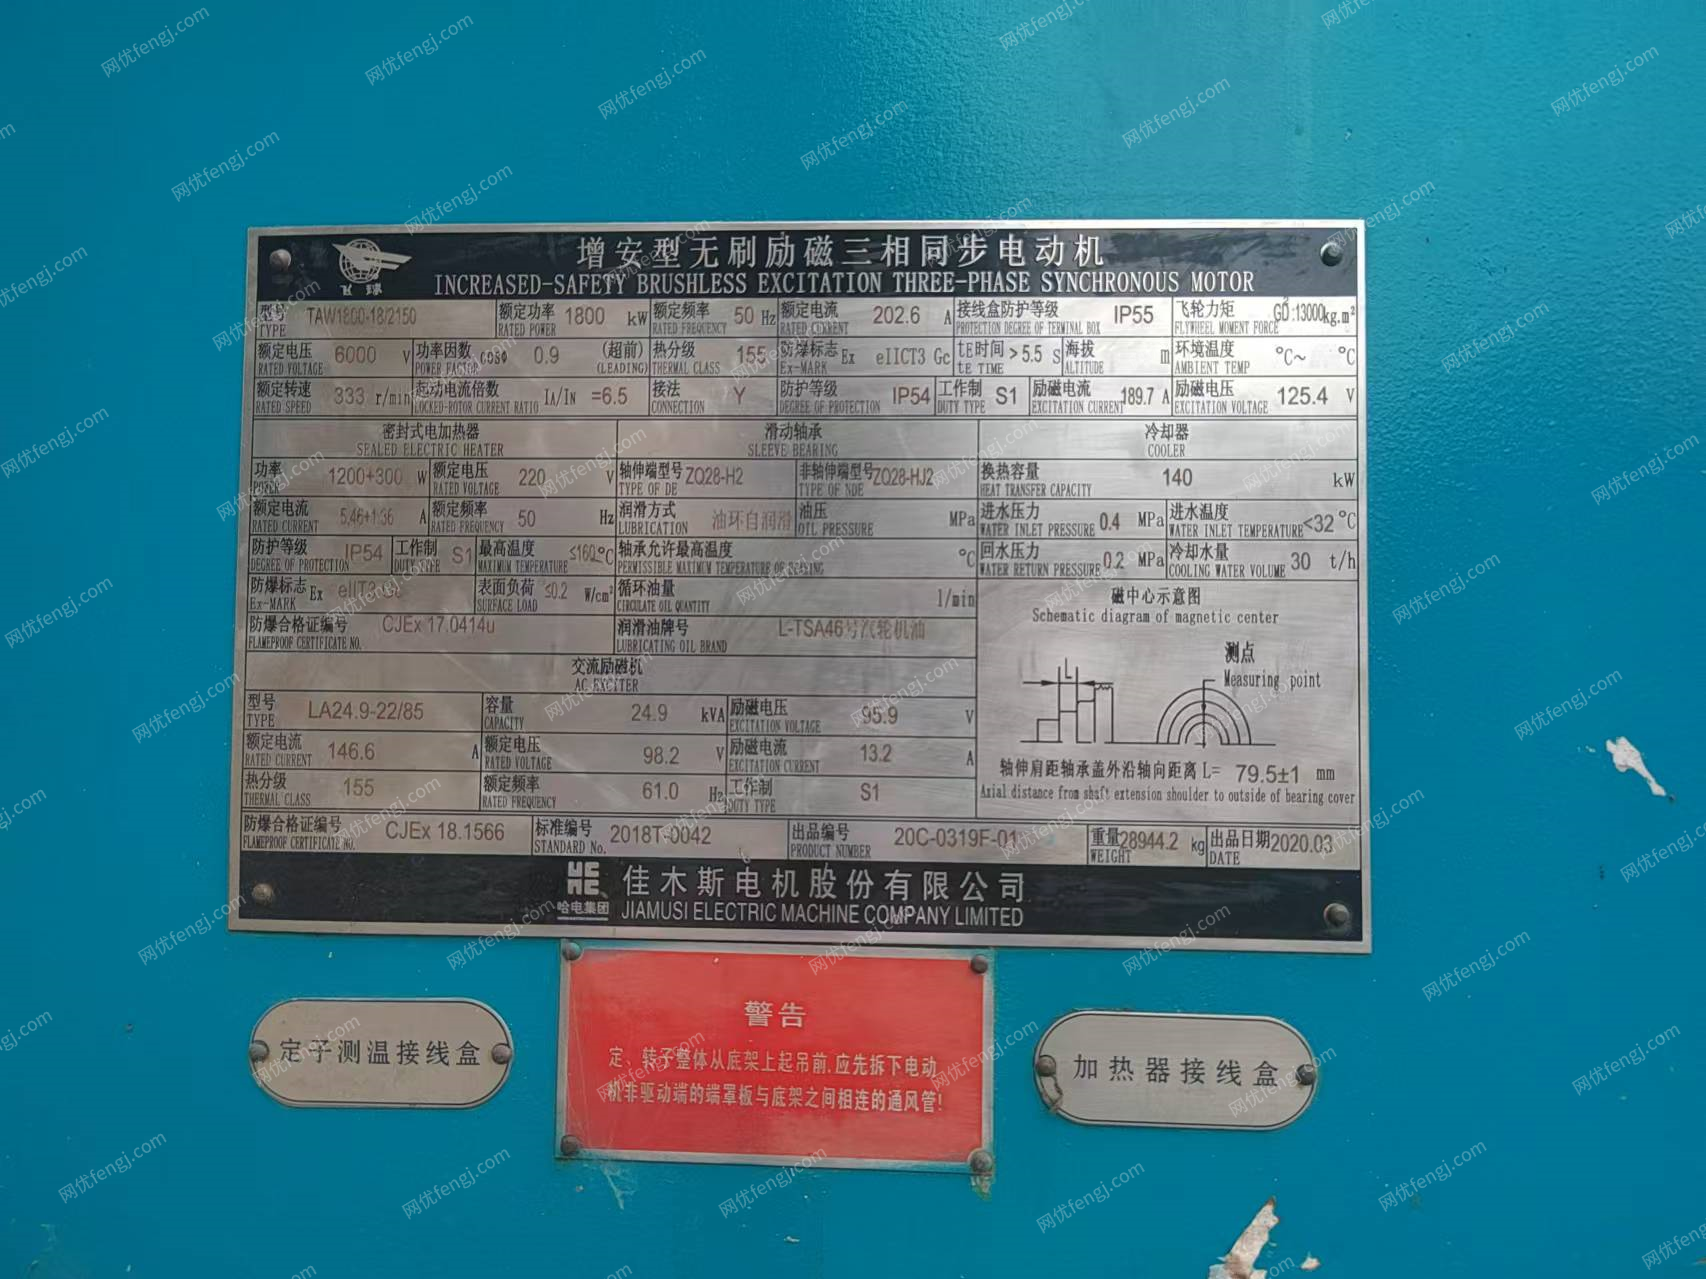 飞球
增安型无刷励磁三相同步电动机
INCREASED-SAFETY BRUSHLESS EXCITATION THREE-PHASE SYNCHRONOUS MOTOR
型号 TAW1800-18/2150 额定功率 1800 kW 额定频率 50 Hz 额定电流 202.6 A 接线盒防护等级 IP55 飞轮力矩 GD²:13000kg.m²
TYPE RATED POWER RATED FREQUENCY RATED CURRENT PROTECTION DEGREE OF TERMINAL BOX FLYWHEEL MOMENT FORCE
额定电压 6000 V 功率因数 COSΦ 0.9 (超前) 热分级 155 防爆标志 Ex eIICT3 Gc tE时间 >5.5 S 海拔 m 环境温度 °C~ °C
RATED VOLTAGE POWER FACTOR (LEADING) THERMAL CLASS Ex-MARK tE TIME ALTITUDE AMBIENT TEMP
额定转速 333 r/min 起动电流倍数 IA/IN =6.5 接法 Y 防护等级 IP54 工作制 S1 励磁电流 189.7 A 励磁电压 125.4 V
RATED SPEED LOCKED-ROTOR CURRENT RATIO CONNECTION DEGREE OF PROTECTION DUTY TYPE EXCITATION CURRENT EXCITATION VOLTAGE
密封式电加热器 滑动轴承 冷却器
SEALED ELECTRIC HEATER SLEEVE BEARING COOLER
功率 1200+300 W 额定电压 220 V 轴伸端型号 ZQ28-H2 非轴伸端型号 ZQ28-HJ2 换热容量 140 kW
POWER RATED VOLTAGE TYPE OF DE TYPE OF NDE HEAT TRANSFER CAPACITY
额定电流 5.46+1.36 A 额定频率 50 Hz 润滑方式 油环自润滑 油压 MPa 进水压力 0.4 MPa 进水温度 <32 °C
RATED CURRENT RATED FREQUENCY LUBRICATION OIL PRESSURE WATER INLET PRESSURE WATER INLET TEMPERATURE
防护等级 IP54 工作制 S1 最高温度 ≤160 °C 轴承允许最高温度 °C 回水压力 0.2 MPa 冷却水量 30 t/h
DEGREE OF PROTECTION DUTY TYPE MAXIMUM TEMPERATURE PERMISSIBLE MAXIMUM TEMPERATURE OF BEARING WATER RETURN PRESSURE COOLING WATER VOLUME
防爆标志 Ex eIIT3 表面负荷 ≤0.2 W/cm² 循环油量 l/min
Ex-MARK SURFACE LOAD CIRCULATE OIL QUANTITY
磁中心示意图
Schematic diagram of magnetic center
防爆合格证编号 CJEx 17.0414u 润滑油牌号 L-TSA46号汽轮机油
FLAMEPROOF CERTIFICATE NO. LUBRICATING OIL BRAND
测点
Measuring point
L
交流励磁机
AC EXCITER
型号 LA24.9-22/85 容量 24.9 kVA 励磁电压 95.9 V
TYPE CAPACITY EXCITATION VOLTAGE
额定电流 146.6 A 额定电压 98.2 V 励磁电流 13.2 A
RATED CURRENT RATED VOLTAGE EXCITATION CURRENT
轴伸肩距轴承盖外沿轴向距离 L= 79.5±1 mm
Axial distance from shaft extension shoulder to outside of bearing cover
热分级 155 额定频率 61.0 Hz 工作制 S1
THERMAL CLASS RATED FREQUENCY DUTY TYPE
防爆合格证编号 CJEx 18.1566 标准编号 2018T-0042 出品编号 20C-0319F-01 重量 28944.2 kg 出品日期 2020.03
FLAMEPROOF CERTIFICATE NO. STANDARD No. PRODUCT NUMBER WEIGHT DATE
哈电集团 佳木斯电机股份有限公司
JIAMUSI ELECTRIC MACHINE COMPANY LIMITED
警告
定、转子整体从底架上起吊前,应先拆下电动
机非驱动端的端罩板与底架之间相连的通风管!
定子测温接线盒
加热器接线盒
网优fengj.com